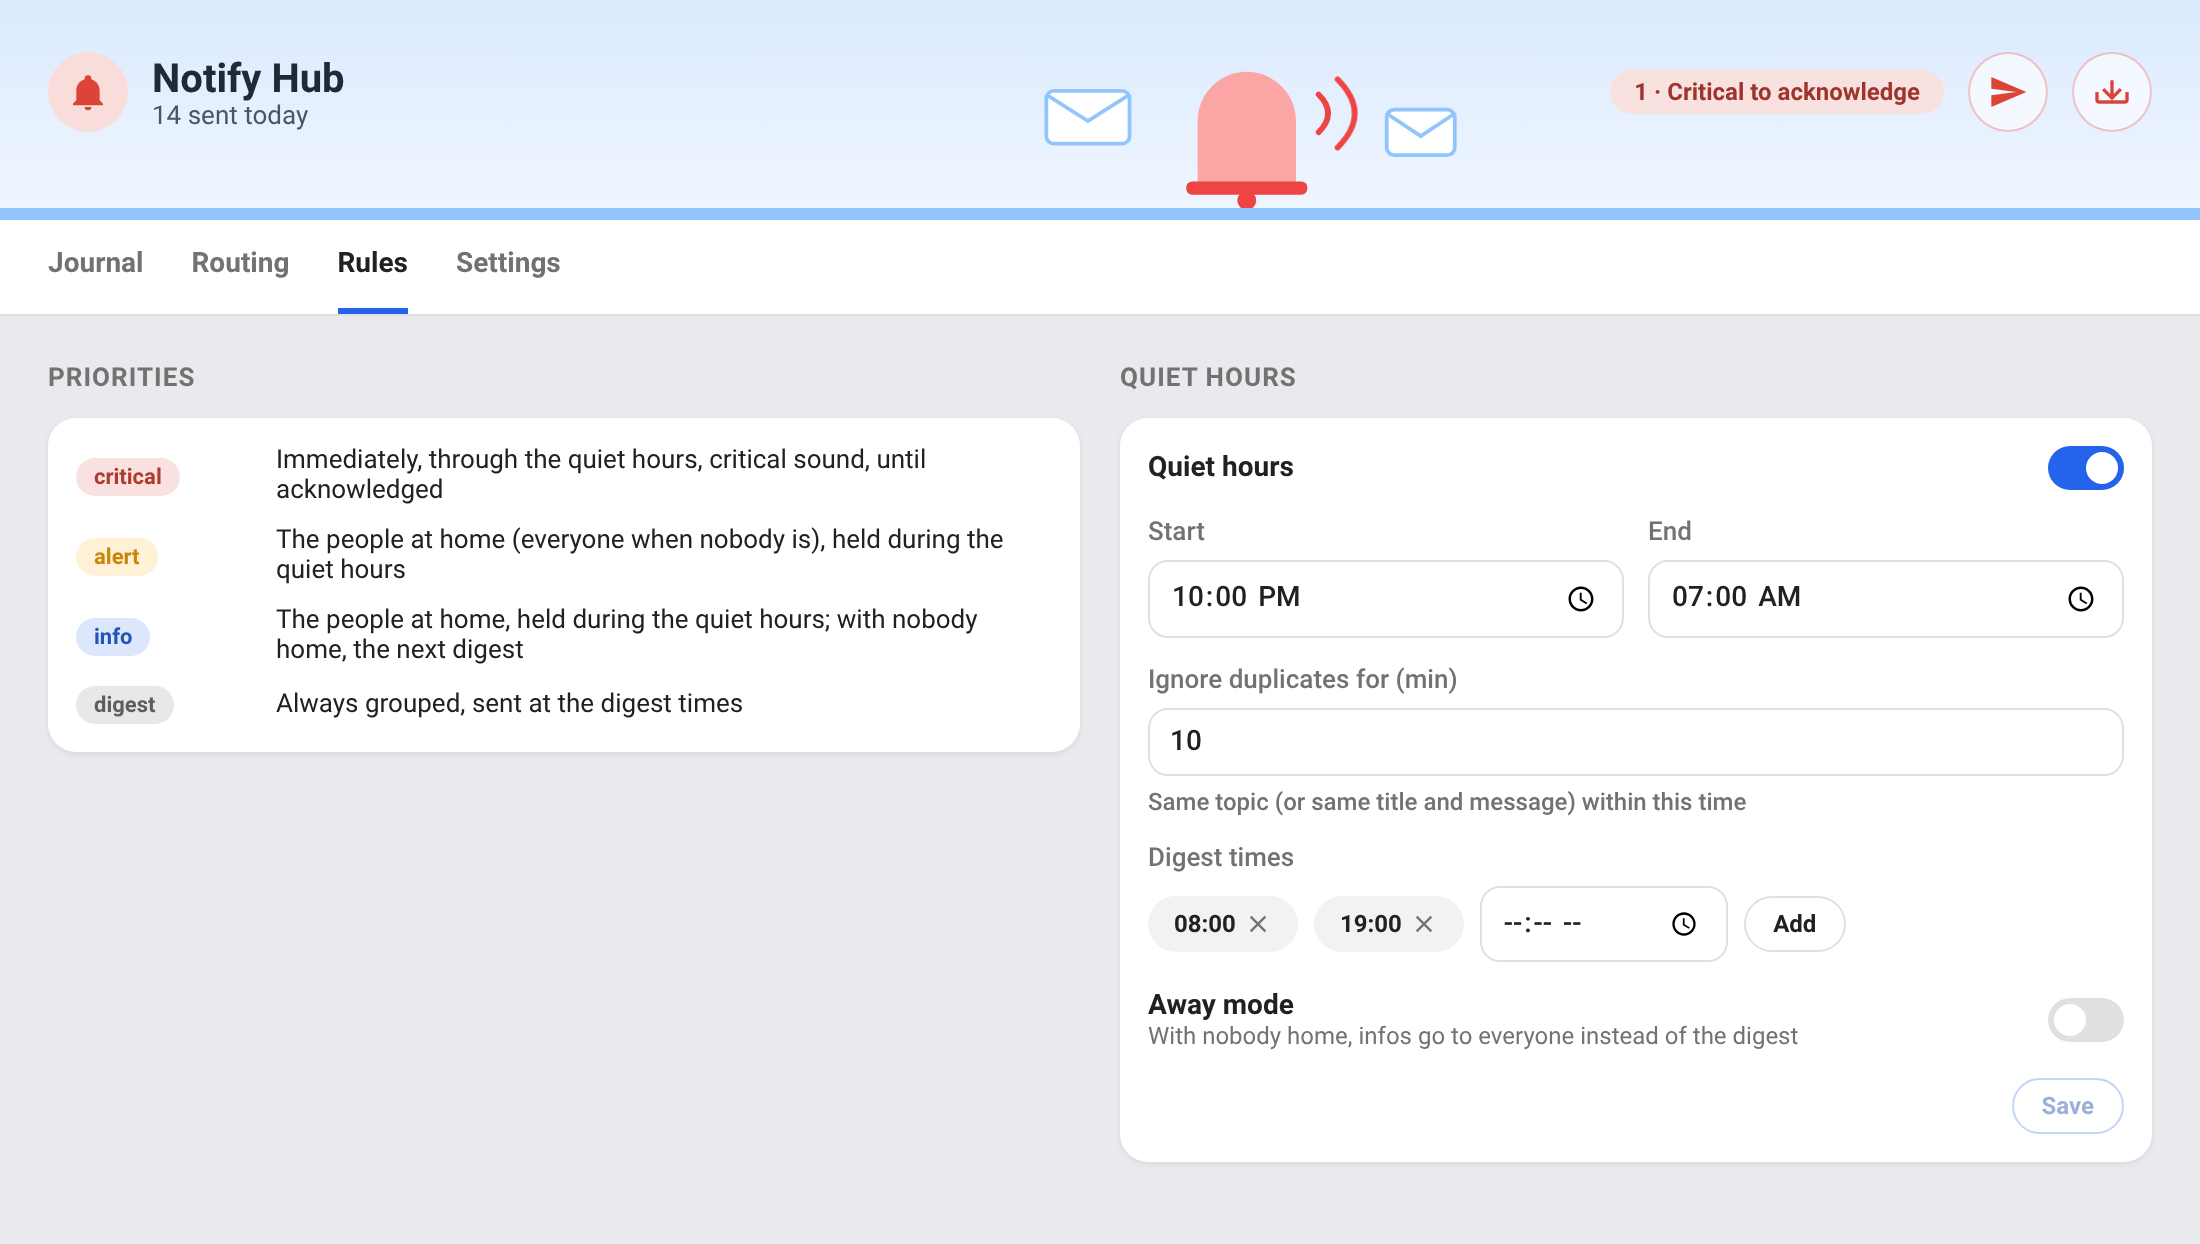 Notify Hub
14 sent today
1 · Critical to acknowledge
Journal
Routing
Rules
Settings
PRIORITIES
critical
Immediately, through the quiet hours, critical sound, until
acknowledged
alert
The people at home (everyone when nobody is), held during the
quiet hours
info
The people at home, held during the quiet hours; with nobody
home, the next digest
digest
Always grouped, sent at the digest times
QUIET HOURS
Quiet hours
Start
End
10:00 PM
07:00 AM
Ignore duplicates for (min)
10
Same topic (or same title and message) within this time
Digest times
08:00
19:00
--:-- --
Add
Away mode
With nobody home, infos go to everyone instead of the digest
Save